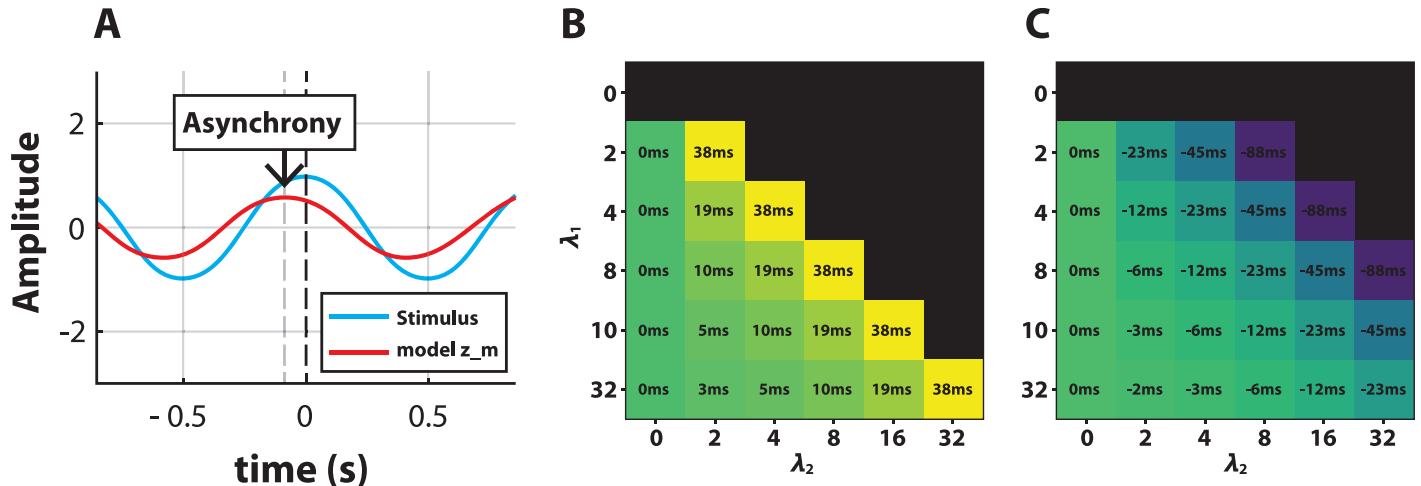 A
B
C
Amplitude
2
0
-2
Asynchrony
Stimulus
model z_m
- 0.5
0
0.5
time (s)
λ1
0
2
4
8
10
32
0ms 38ms
0ms 19ms 38ms
0ms 10ms 19ms 38ms
0ms 5ms 10ms 19ms 38ms
0ms 3ms 5ms 10ms 19ms 38ms
0 2 4 8 16 32
λ2
0
2
4
8
10
32
0ms -23ms -45ms -88ms
0ms -12ms -23ms -45ms -88ms
0ms -6ms -12ms -23ms -45ms -88ms
0ms -3ms -6ms -12ms -23ms -45ms
0ms -2ms -3ms -6ms -12ms -23ms
0 2 4 8 16 32
λ2